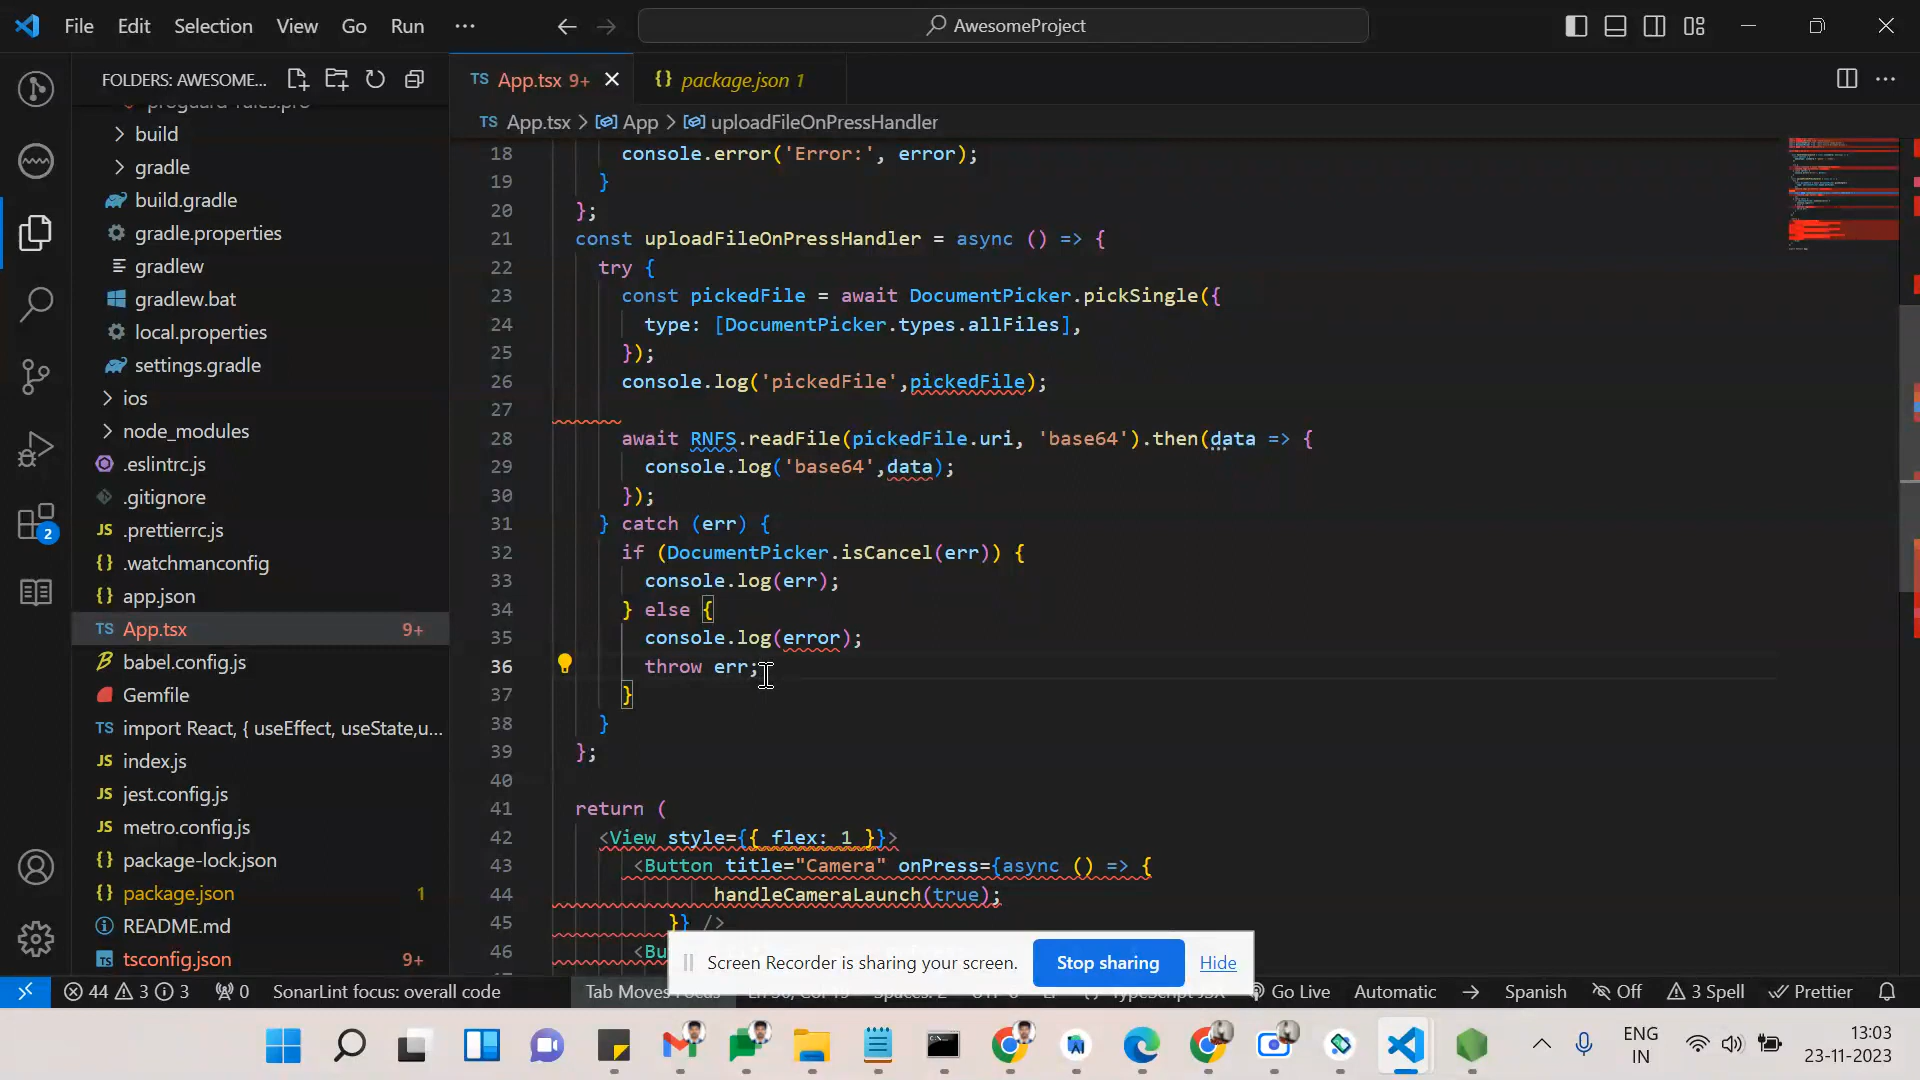 File Edit Selection View Go Run ···
AwesomeProject
FOLDERS: AWESOME...
TS App.tsx 9+
{} package.json 1
TS App.tsx > App > uploadFileOnPressHandler
proguard-rules.pro
build
gradle
build.gradle
gradle.properties
gradlew
gradlew.bat
local.properties
settings.gradle
ios
node_modules
.eslintrc.js
.gitignore
JS .prettierrc.js
{} .watchmanconfig
{} app.json
TS App.tsx 9+
babel.config.js
Gemfile
TS import React, { useEffect, useState,u...
JS index.js
JS jest.config.js
JS metro.config.js
{} package-lock.json
{} package.json 1
README.md
tsconfig.json 9+
2
18 console.error('Error:', error);
19 }
20 };
21 const uploadFileOnPressHandler = async () => {
22 try {
23 const pickedFile = await DocumentPicker.pickSingle({
24 type: [DocumentPicker.types.allFiles],
25 });
26 console.log('pickedFile',pickedFile);
27
28 await RNFS.readFile(pickedFile.uri, 'base64').then(data => {
29 console.log('base64',data);
30 });
31 } catch (err) {
32 if (DocumentPicker.isCancel(err)) {
33 console.log(err);
34 } else {
35 console.log(error);
36 throw err;
37 }
38 }
39 };
40
41 return (
42 <View style={{ flex: 1 }}>
43 <Button title="Camera" onPress={async () => {
44 handleCameraLaunch(true);
45 }} />
46 <Bu
Screen Recorder is sharing your screen. Stop sharing Hide
44 3 3 0 SonarLint focus: overall code Tab Moves Focus Go Live Automatic Spanish Off 3 Spell Prettier
ENG
IN
13:03
23-11-2023